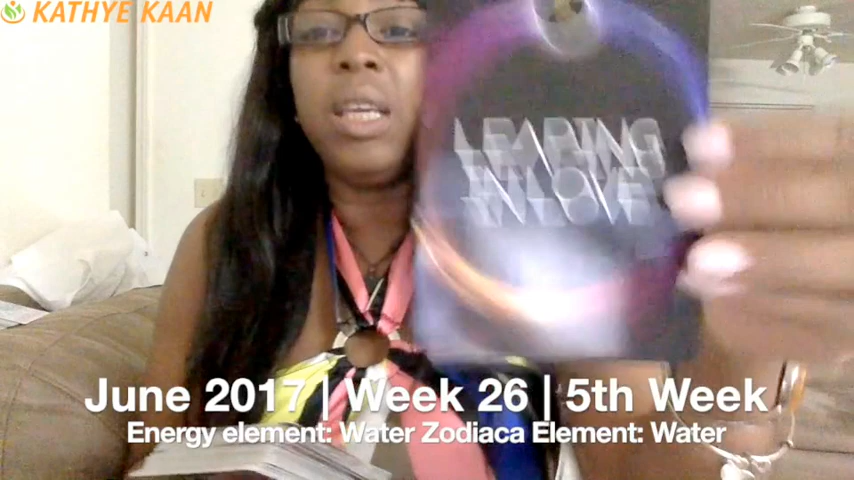 KATHYE KAAN
LEADING
IN LOVE
June 2017 | Week 26 | 5th Week
Energy element: Water Zodiaca Element: Water